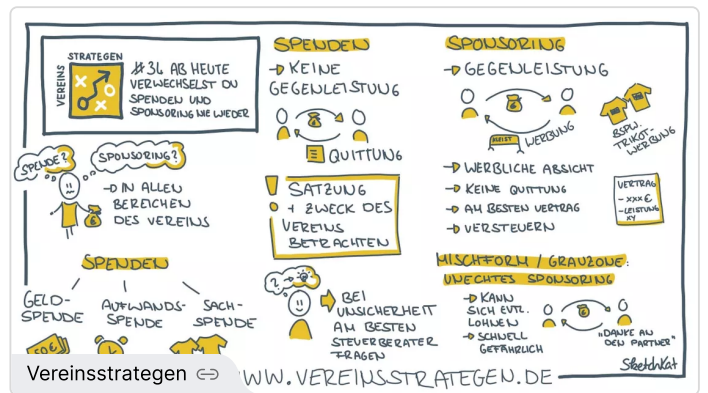 VEREINS
STRATEGEN
#36 AB HEUTE
VERWECHSELST DU
SPENDEN UND
SPONSORING NIE WIEDER
SPENDE?
SPONSORING?
→ IN ALLEN
BEREICHEN
DES VEREINS
SPENDEN
GELD-
SPENDE
AUFWANDS-
SPENDE
SACH-
SPENDE
50€
SPENDEN
→ KEINE
GEGENLEISTUNG
QUITTUNG
! SATZUNG
+ ZWECK DES
VEREINS
BETRACHTEN
? → 
BEI
UNSICHERHEIT
AM BESTEN
STEUERBERATER
FRAGEN
SPONSORING
→ GEGENLEISTUNG
WERBUNG
BSPW.
TRIKOT-
WERBUNG
→ WERBLICHE ABSICHT
→ KEINE QUITTUNG
→ AM BESTEN VERTRAG
→ VERSTEUERN
VERTRAG
- XXX €
- LEISTUNG
XY
MISCHFORM / GRAUZONE:
UNECHTES SPONSORING
→ KANN
SICH EVTL.
LOHNEN
→ SCHNELL
GEFÄHRLICH
"DANKE AN
DEN PARTNER"
SketchKat
Vereinsstrategen
WWW.VEREINSSTRATEGEN.DE